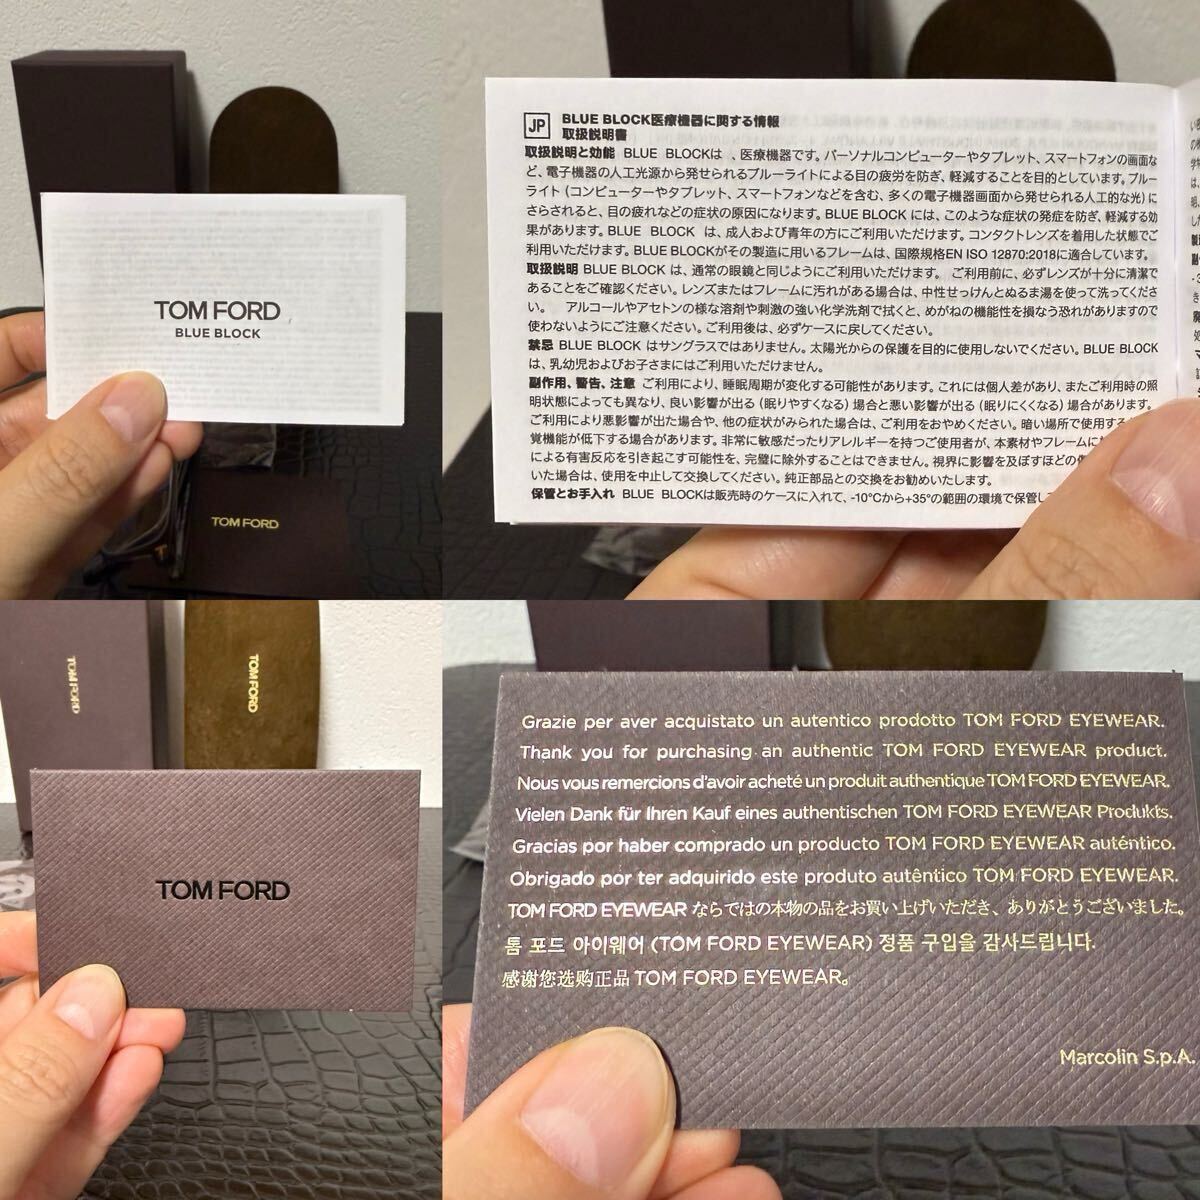 TOM FORD
BLUE BLOCK
TOM FORD
JP
BLUE BLOCK医療機器に関する情報
取扱説明書
取扱説明と効能 BLUE BLOCKは 、医療機器です。パーソナルコンピューターやタブレット、スマートフォンの画面な
ど、電子機器の人工光源から発せられるブルーライトによる目の疲労を防ぎ、軽減することを目的としています。ブルー
ライト（コンピューターやタブレット、スマートフォンなどを含む、多くの電子機器画面から発せられる人工的な光）に
さらされると、目の疲れなどの症状の原因になります。BLUE BLOCK には、このような症状の発症を防ぎ、軽減する効
果があります。BLUE BLOCK は、成人および青年の方にご利用いただけます。コンタクトレンズを着用した状態でご
利用いただけます。BLUE BLOCKがその製造に用いるフレームは、国際規格EN ISO 12870:2018に適合しています。
取扱説明 BLUE BLOCK は、通常の眼鏡と同じようにご利用いただけます。 ご利用前に、必ずレンズが十分に清潔で
あることをご確認ください。レンズまたはフレームに汚れがある場合は、中性せっけんとぬるま湯を使って洗ってくださ
い。 アルコールやアセトンの様な溶剤や刺激の強い化学洗剤で拭くと、めがねの機能性を損なう恐れがありますので
使わないようにご注意ください。ご利用後は、必ずケースに戻してください。
禁忌 BLUE BLOCK はサングラスではありません。太陽光からの保護を目的に使用しないでください。BLUE BLOCK
は、乳幼児およびお子さまにはご利用いただけません。
副作用、警告、注意 ご利用により、睡眠周期が変化する可能性があります。これには個人差があり、またご利用時の照
明状態によっても異なり、良い影響が出る（眠りやすくなる）場合と悪い影響が出る（眠りにくくなる）場合があります。
ご利用により悪影響が出た場合や、他の症状がみられた場合は、ご利用をおやめください。暗い場所で使用する
覚機能が低下する場合があります。非常に敏感だったりアレルギーを持つご使用者が、本素材やフレームに
による有害反応を引き起こす可能性を、完璧に除外することはできません。視界に影響を及ぼすほどの
いた場合は、使用を中止して交換してください。純正部品との交換をお勧めいたします。
保管とお手入れ BLUE BLOCKは販売時のケースに入れて、-10°Cから+35°の範囲の環境で保管し
TOM FORD
TOM FORD
TOM FORD
Grazie per aver acquistato un autentico prodotto TOM FORD EYEWEAR.
Thank you for purchasing an authentic TOM FORD EYEWEAR product.
Nous vous remercions d'avoir acheté un produit authentique TOM FORD EYEWEAR.
Vielen Dank für Ihren Kauf eines authentischen TOM FORD EYEWEAR Produkts.
Gracias por haber comprado un producto TOM FORD EYEWEAR auténtico.
Obrigado por ter adquirido este produto autêntico TOM FORD EYEWEAR.
TOM FORD EYEWEAR ならではの本物の品をお買い上げいただき、ありがとうございました。
톰 포드 아이웨어 (TOM FORD EYEWEAR) 정품 구입을 감사드립니다.
感谢您选购正品 TOM FORD EYEWEAR。
Marcolin S.p.A.